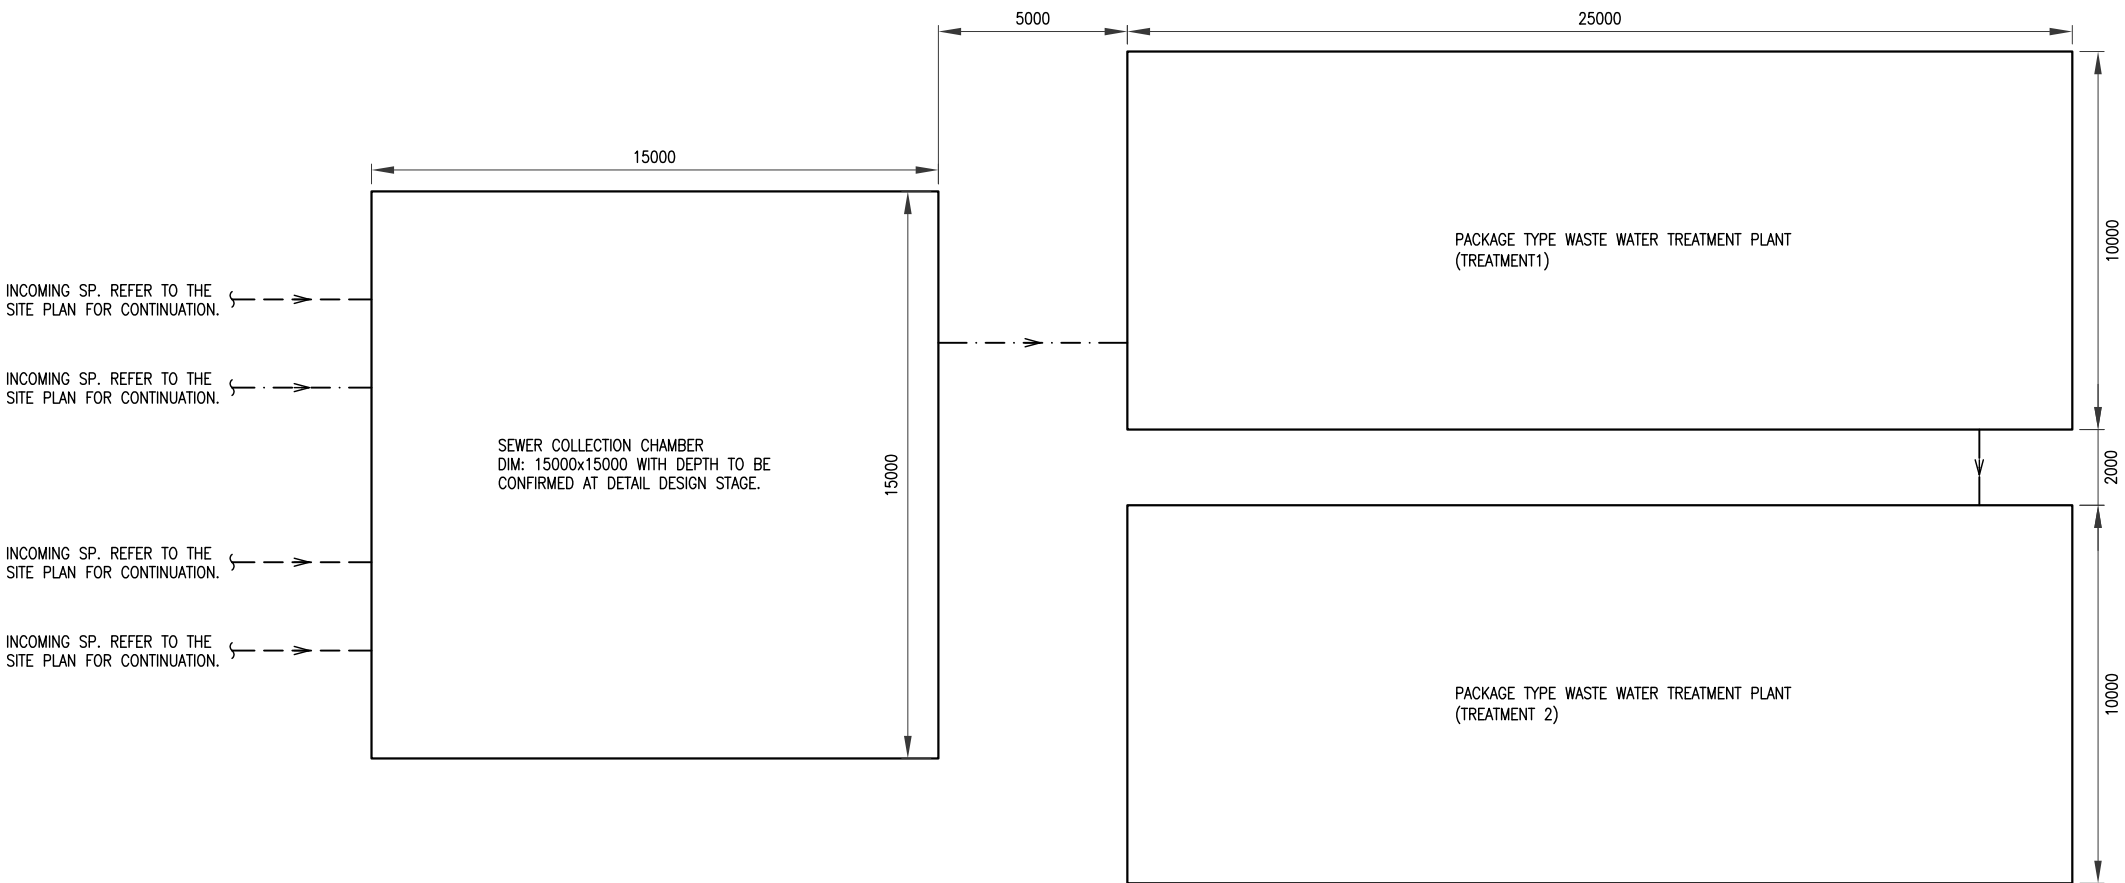 5000
25000
15000
PACKAGE TYPE WASTE WATER TREATMENT PLANT
(TREATMENT1)
10000
INCOMING SP. REFER TO THE
SITE PLAN FOR CONTINUATION.
INCOMING SP. REFER TO THE
SITE PLAN FOR CONTINUATION.
SEWER COLLECTION CHAMBER
DIM: 15000x15000 WITH DEPTH TO BE
CONFIRMED AT DETAIL DESIGN STAGE.
15000
2000
INCOMING SP. REFER TO THE
SITE PLAN FOR CONTINUATION.
INCOMING SP. REFER TO THE
SITE PLAN FOR CONTINUATION.
PACKAGE TYPE WASTE WATER TREATMENT PLANT
(TREATMENT 2)
10000